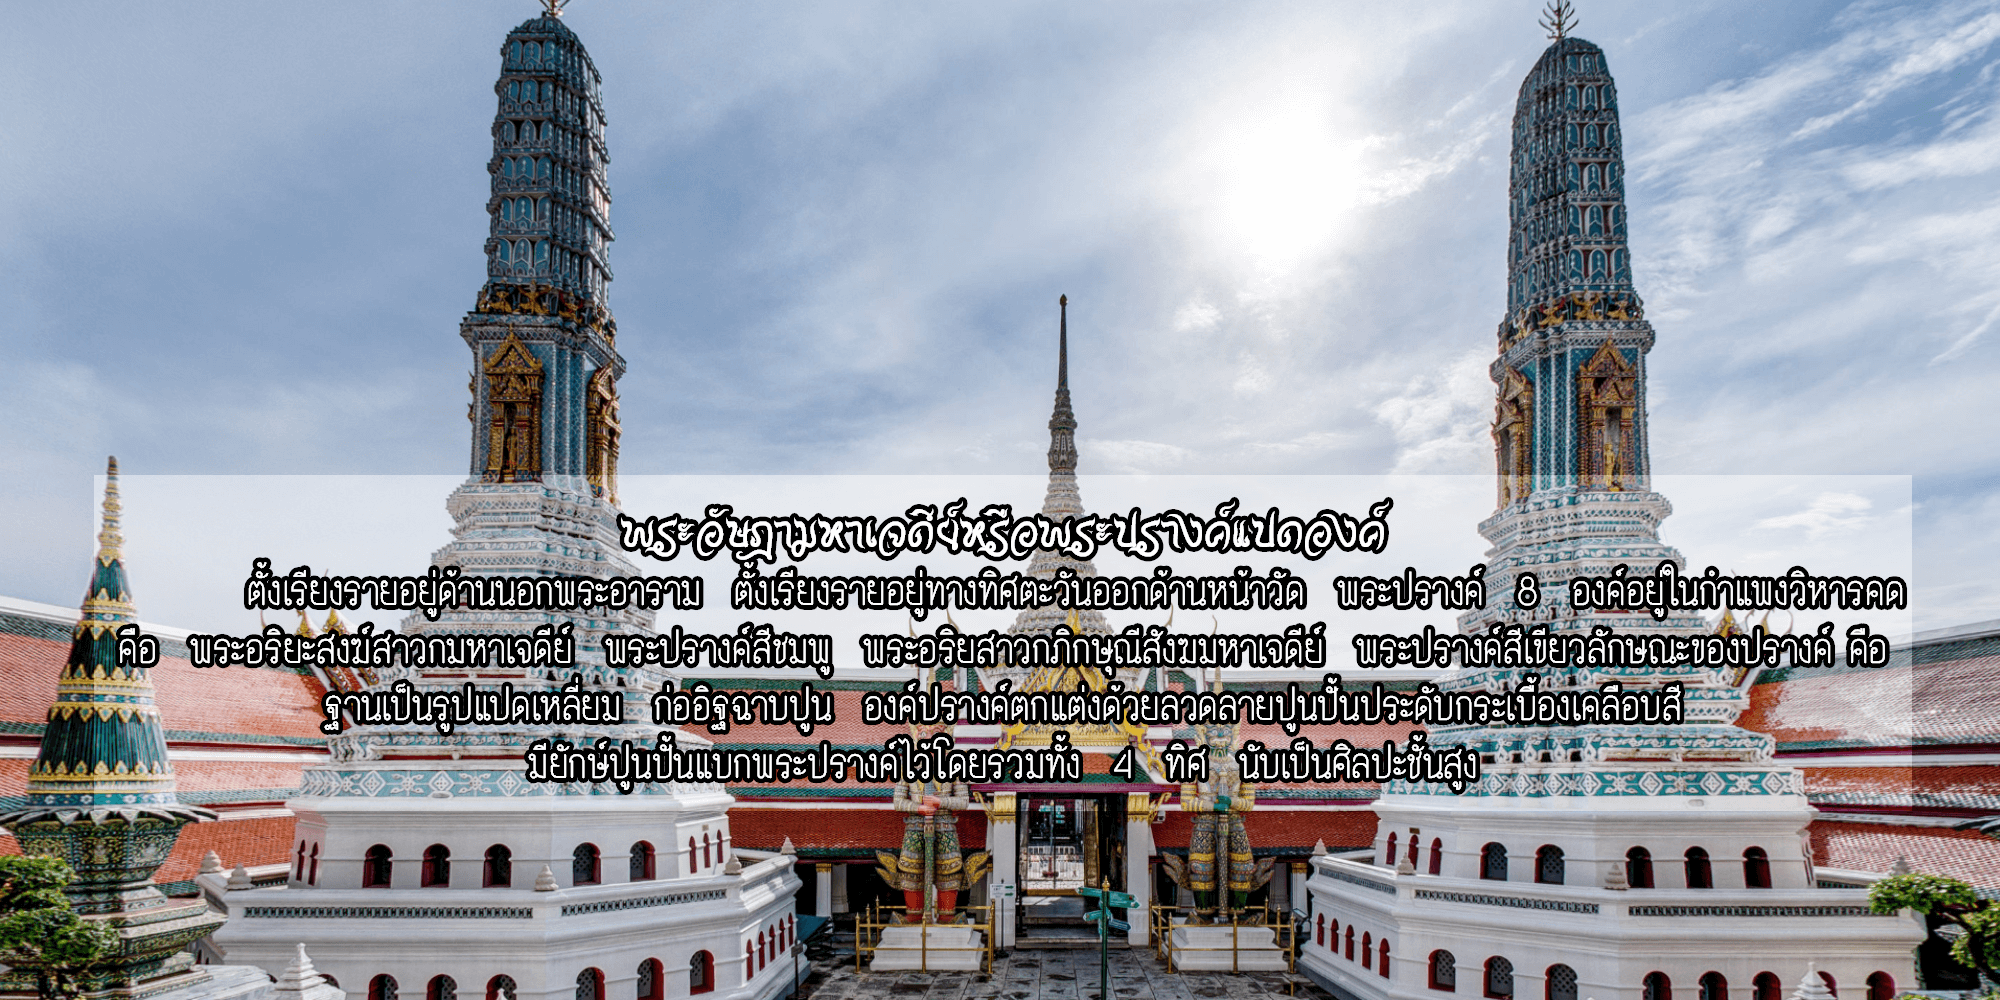 พระอัษฎามหาเจดีย์หรือพระปรางค์แปดองค์
ตั้งเรียงรายอยู่ด้านนอกพระอาราม ตั้งเรียงรายอยู่ทางทิศตะวันออกด้านหน้าวัด พระปรางค์ 8 องค์อยู่ในกำแพงวิหารคด
คือ พระอริยะสงฆ์สาวกมหาเจดีย์ พระปรางค์สีชมพู พระอริยสาวกภิกษุณีสังฆมหาเจดีย์ พระปรางค์สีเขียวลักษณะของปรางค์ คือ
ฐานเป็นรูปแปดเหลี่ยม ก่ออิฐฉาบปูน องค์ปรางค์ตกแต่งด้วยลวดลายปูนปั้นประดับกระเบื้องเคลือบสี
มียักษ์ปูนปั้นแบกพระปรางค์ไว้โดยรวมทั้ง 4 ทิศ นับเป็นศิลปะชั้นสูง